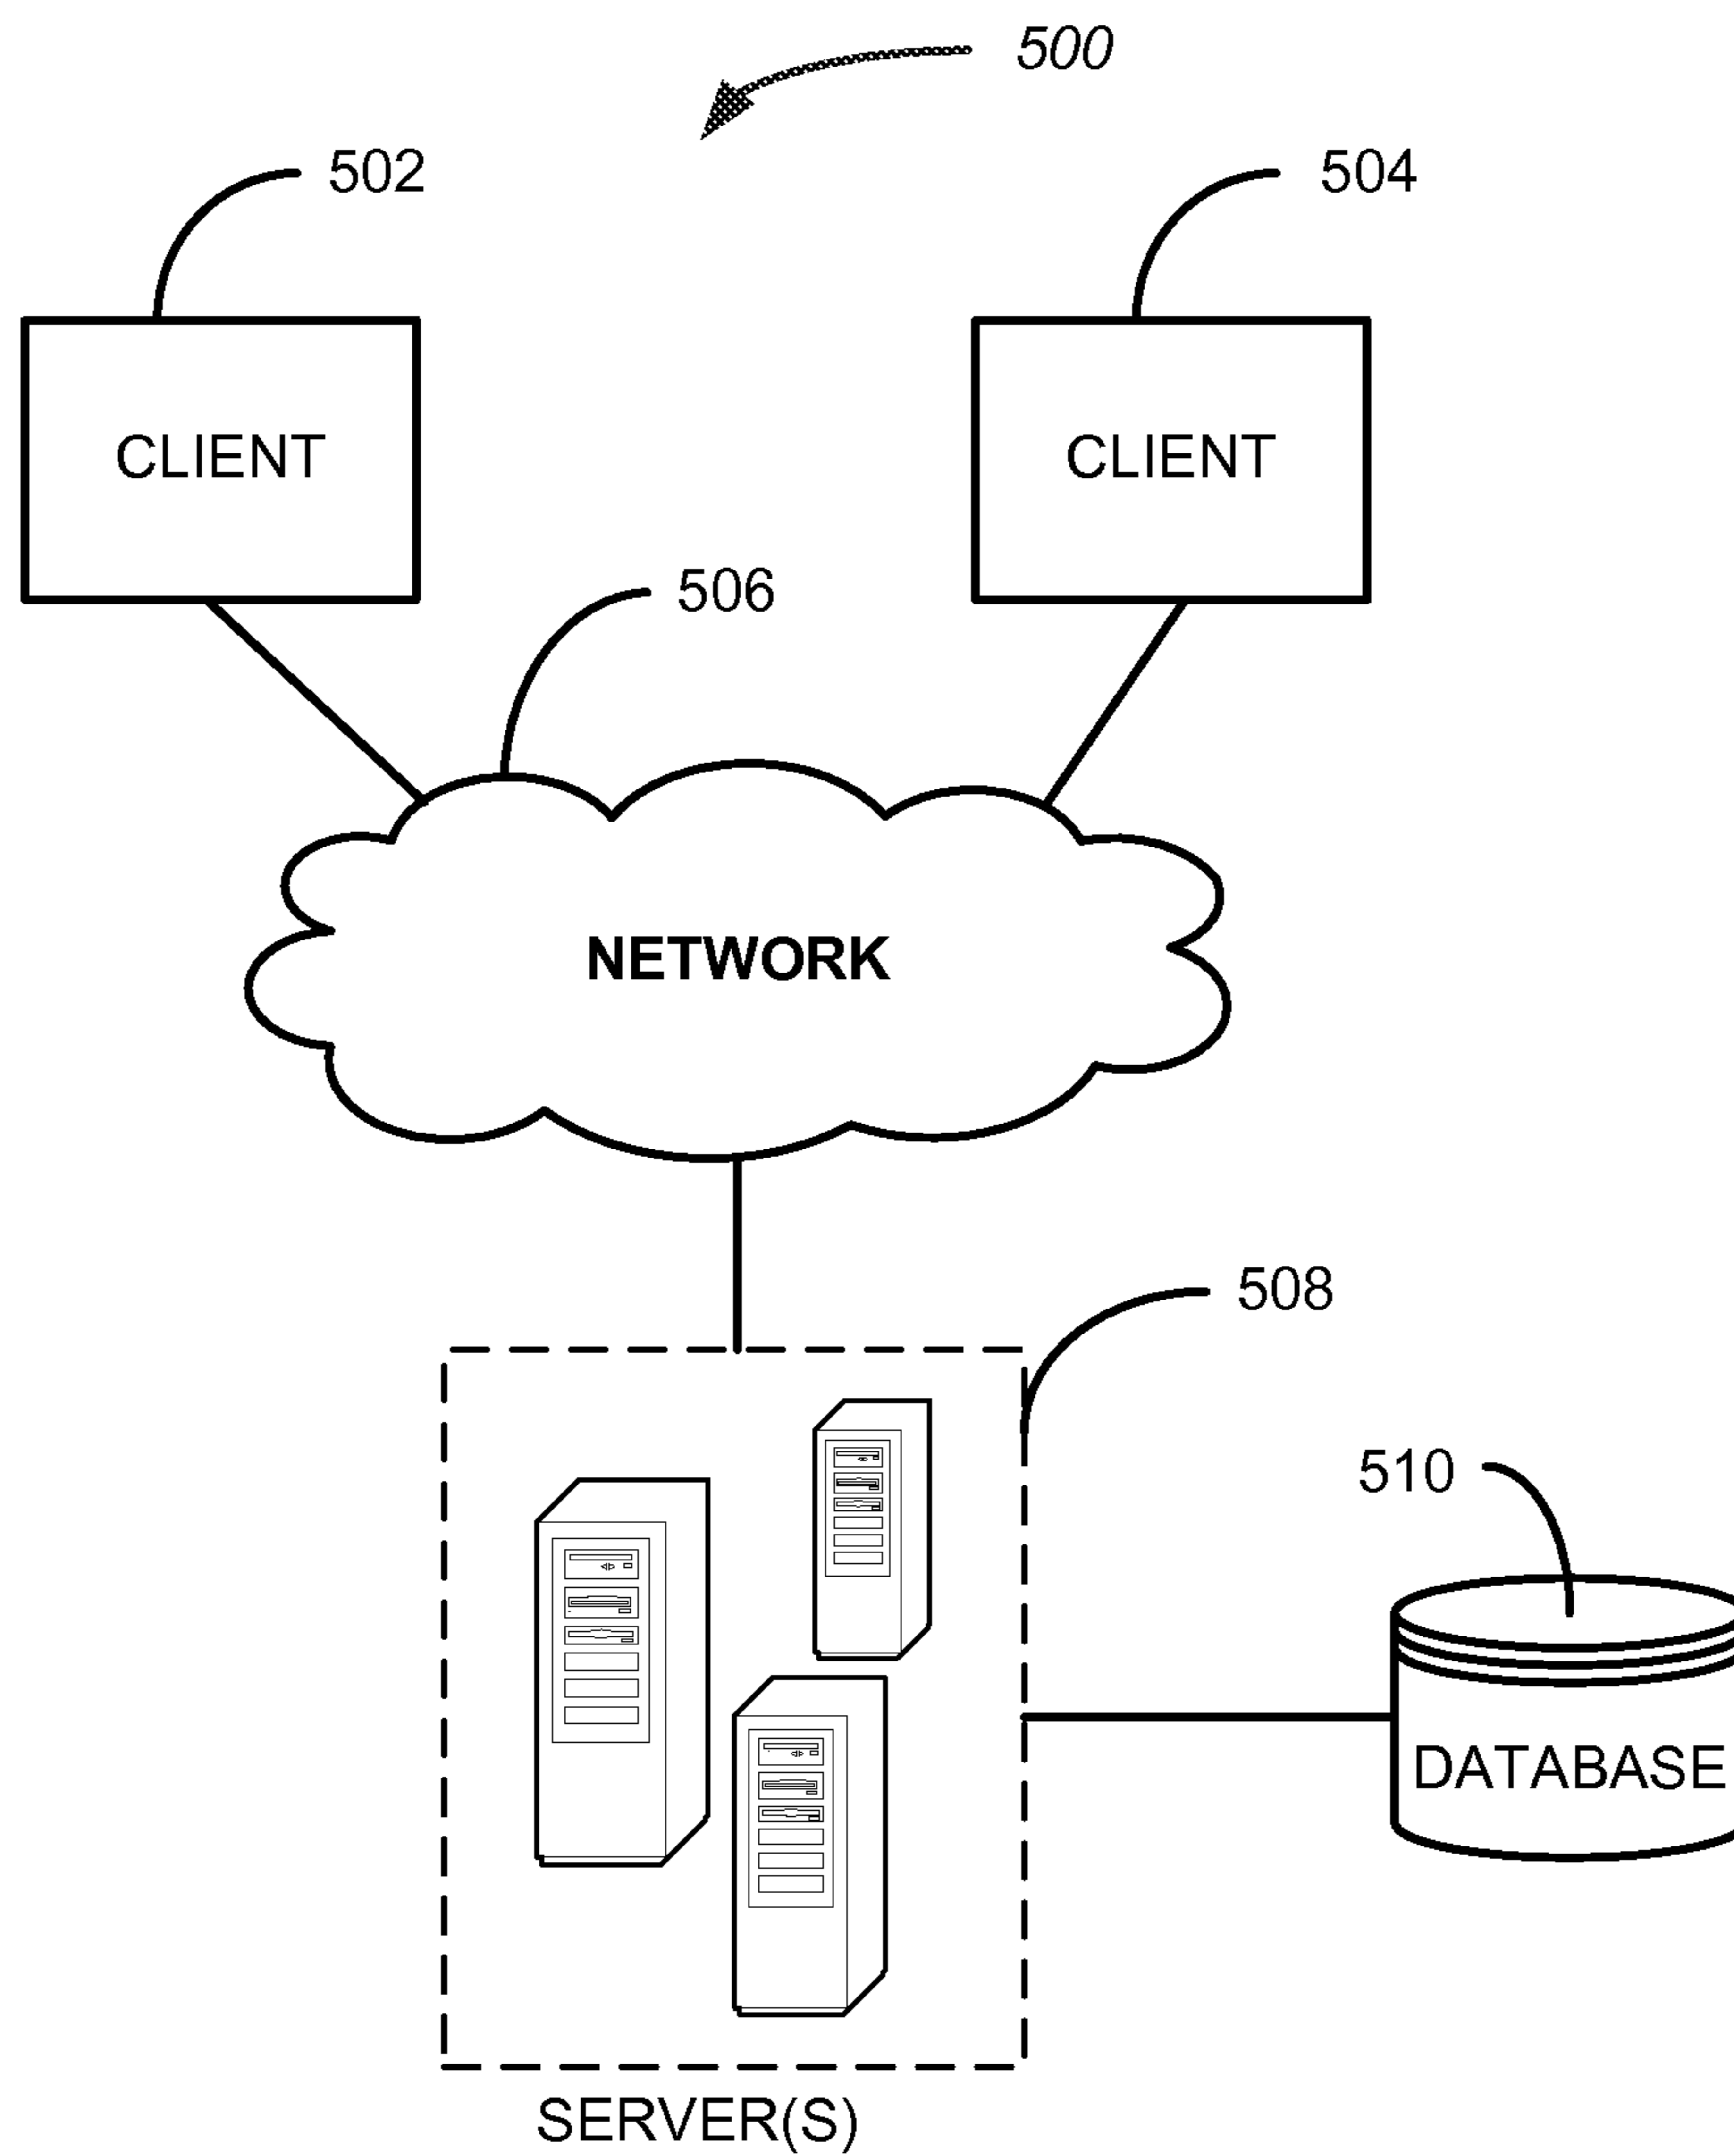 500
502
504
CLIENT
CLIENT
506
NETWORK
508
510
DATABASE
SERVER(S)